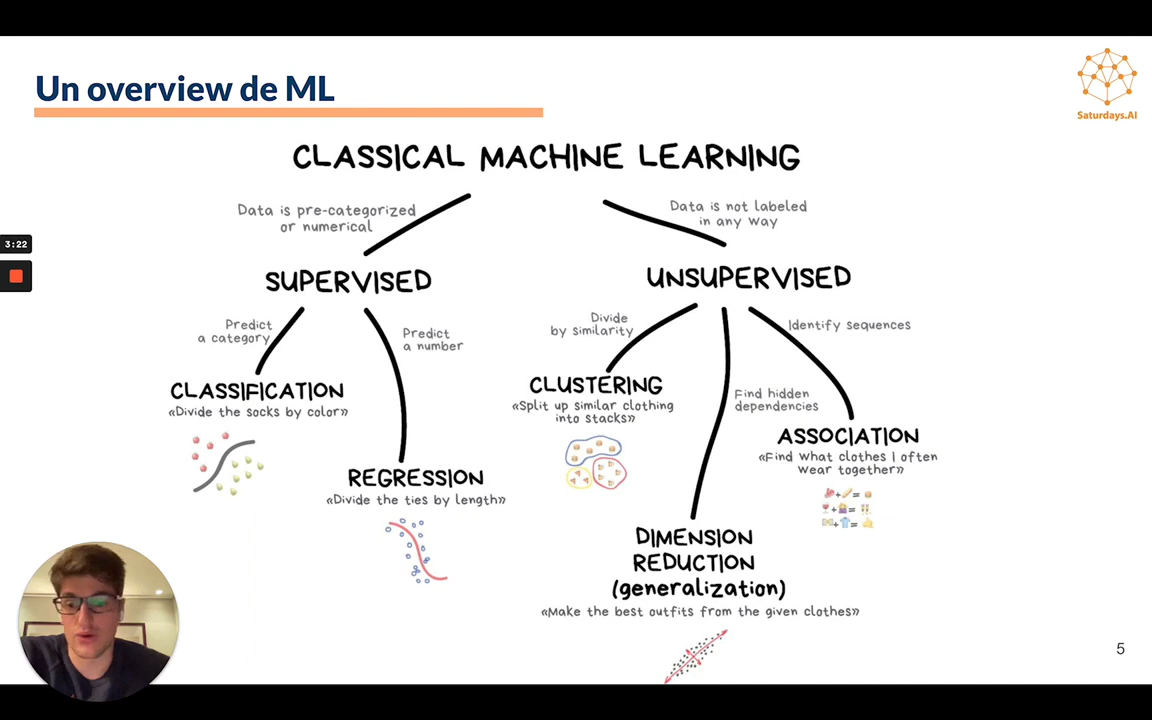 Un overview de ML
Saturdays.AI
CLASSICAL MACHINE LEARNING
Data is pre-categorized
or numerical
Data is not labeled
in any way
3:22
SUPERVISED
UNSUPERVISED
Predict
a category
Predict
a number
Divide
by similarity
Identify sequences
CLASSIFICATION
«Divide the socks by color»
CLUSTERING
«Split up similar clothing
into stacks»
Find hidden
dependencies
ASSOCIATION
«Find what clothes I often
wear together»
REGRESSION
«Divide the ties by length»
+ =
+ =
+ =
DIMENSION
REDUCTION
(generalization)
«Make the best outfits from the given clothes»
5